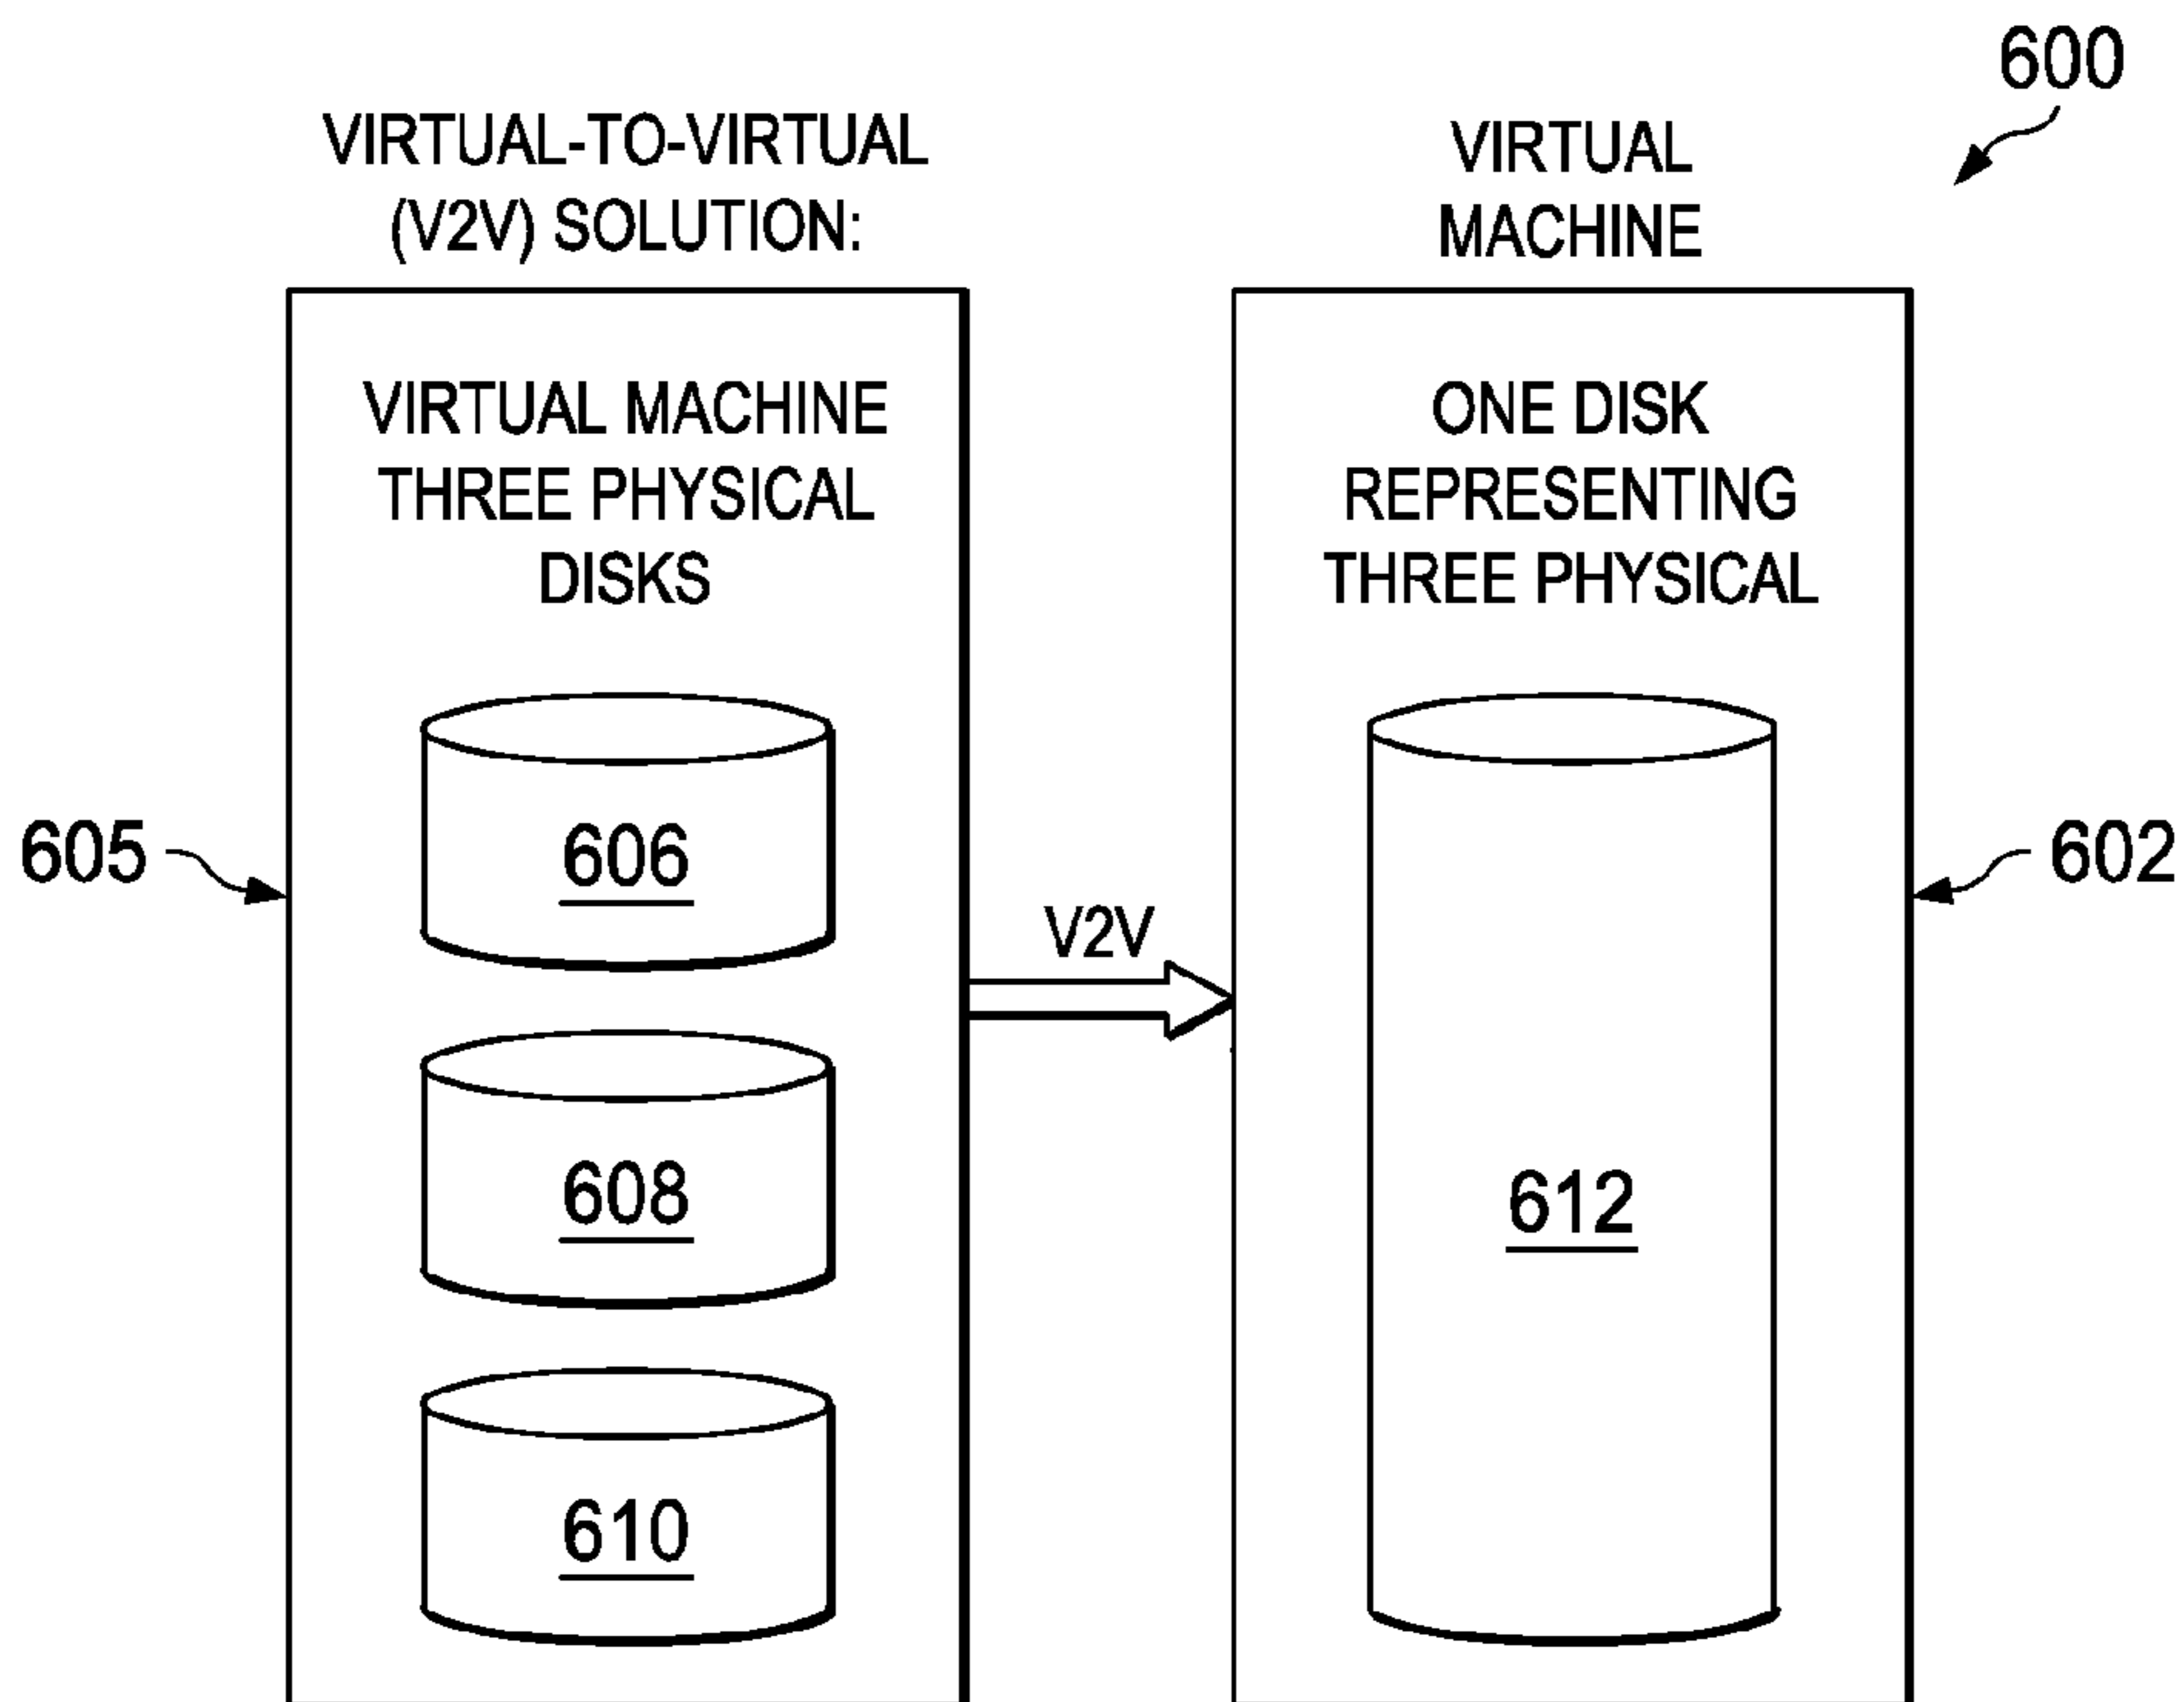 600
VIRTUAL-TO-VIRTUAL
(V2V) SOLUTION:
VIRTUAL
MACHINE
VIRTUAL MACHINE
THREE PHYSICAL
DISKS
ONE DISK
REPRESENTING
THREE PHYSICAL
605
606
608
610
V2V
612
602